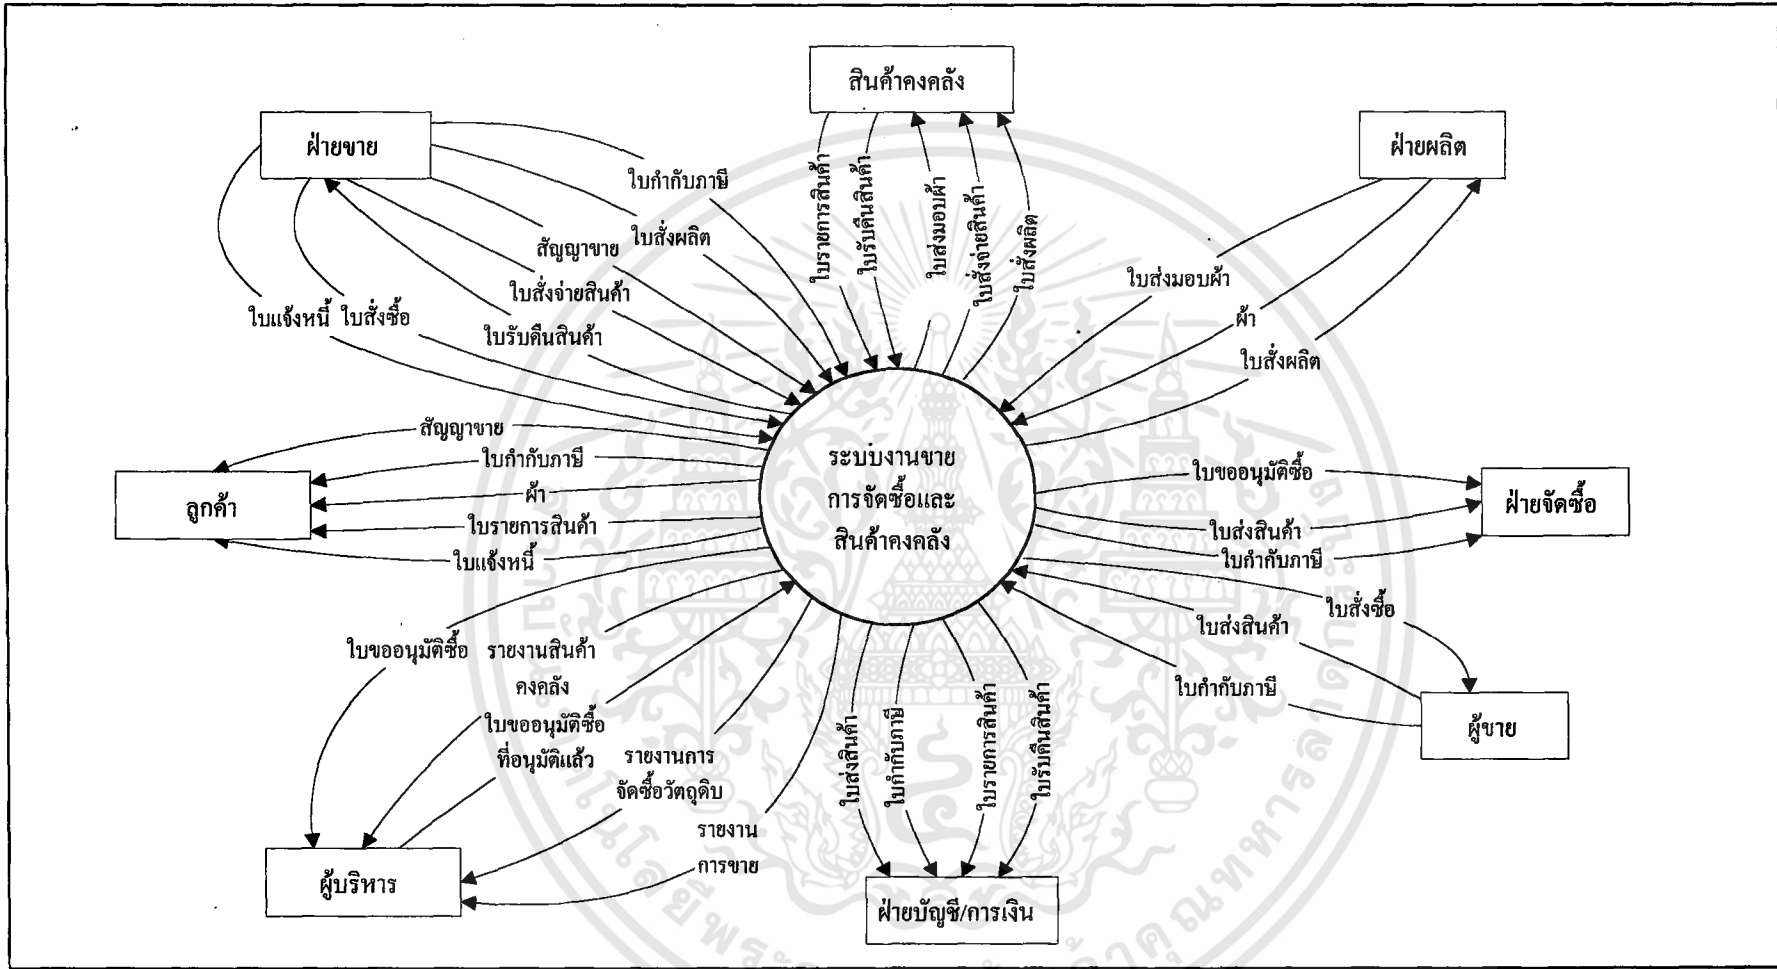 สินค้าคงคลัง
ฝ่ายขาย
ฝ่ายผลิต
ใบกำกับภาษี
ใบสั่งผลิต
สัญญาขาย
ใบสั่งจ่ายสินค้า
ใบรับคืนสินค้า
ใบสั่งซื้อ
ใบแจ้งหนี้
ใบรายการสินค้า
ใบรับคืนสินค้า
ใบส่งมอบผ้า
ใบสั่งจ่ายสินค้า
ใบสั่งผลิต
ใบส่งมอบผ้า
ผ้า
ใบสั่งผลิต
สัญญาขาย
ใบกำกับภาษี
ผ้า
ใบรายการสินค้า
ใบแจ้งหนี้
ลูกค้า
ระบบงานขาย
การจัดซื้อและ
สินค้าคงคลัง
ใบขออนุมัติซื้อ
ใบส่งสินค้า
ใบกำกับภาษี
ฝ่ายจัดซื้อ
ใบสั่งซื้อ
ใบส่งสินค้า
ใบกำกับภาษี
ผู้ขาย
ใบขออนุมัติซื้อ
รายงานสินค้า
คงคลัง
ใบขออนุมัติซื้อ
ที่อนุมัติแล้ว
รายงานการ
จัดซื้อวัตถุดิบ
รายงาน
การขาย
ผู้บริหาร
ใบส่งสินค้า
ใบกำกับภาษี
ใบรายการสินค้า
ใบรับคืนสินค้า
ฝ่ายบัญชี/การเงิน